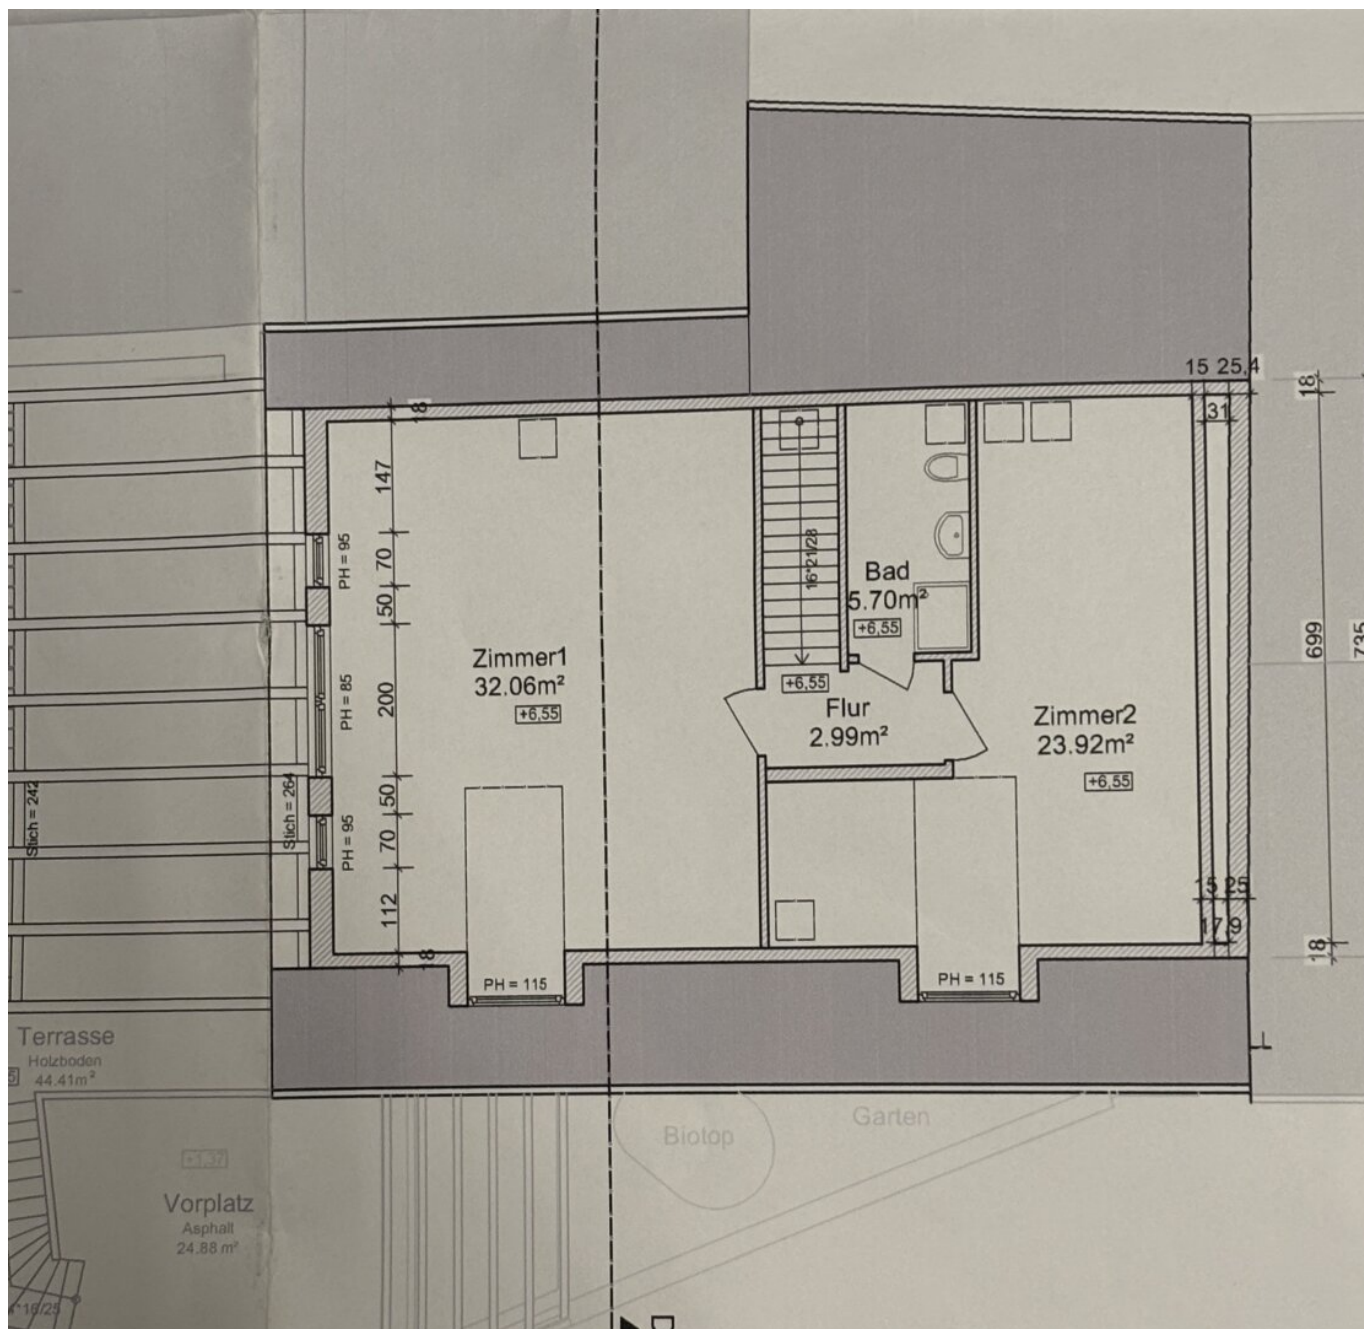 15 25,4
31
18
18
147
70
50
200
50
70
112
18
PH = 95
PH = 85
PH = 95
Stich = 242
Stich = 264
Zimmer1
32.06m²
+6,55
16*21/28
+6,55
Bad
5.70m²
+6,55
Flur
2.99m²
Zimmer2
23.92m²
+6,55
699
735
15 25
17,9
18
PH = 115
PH = 115
Terrasse
Holzboden
44.41m²
Biotop
Garten
Vorplatz
Asphalt
24.88 m²